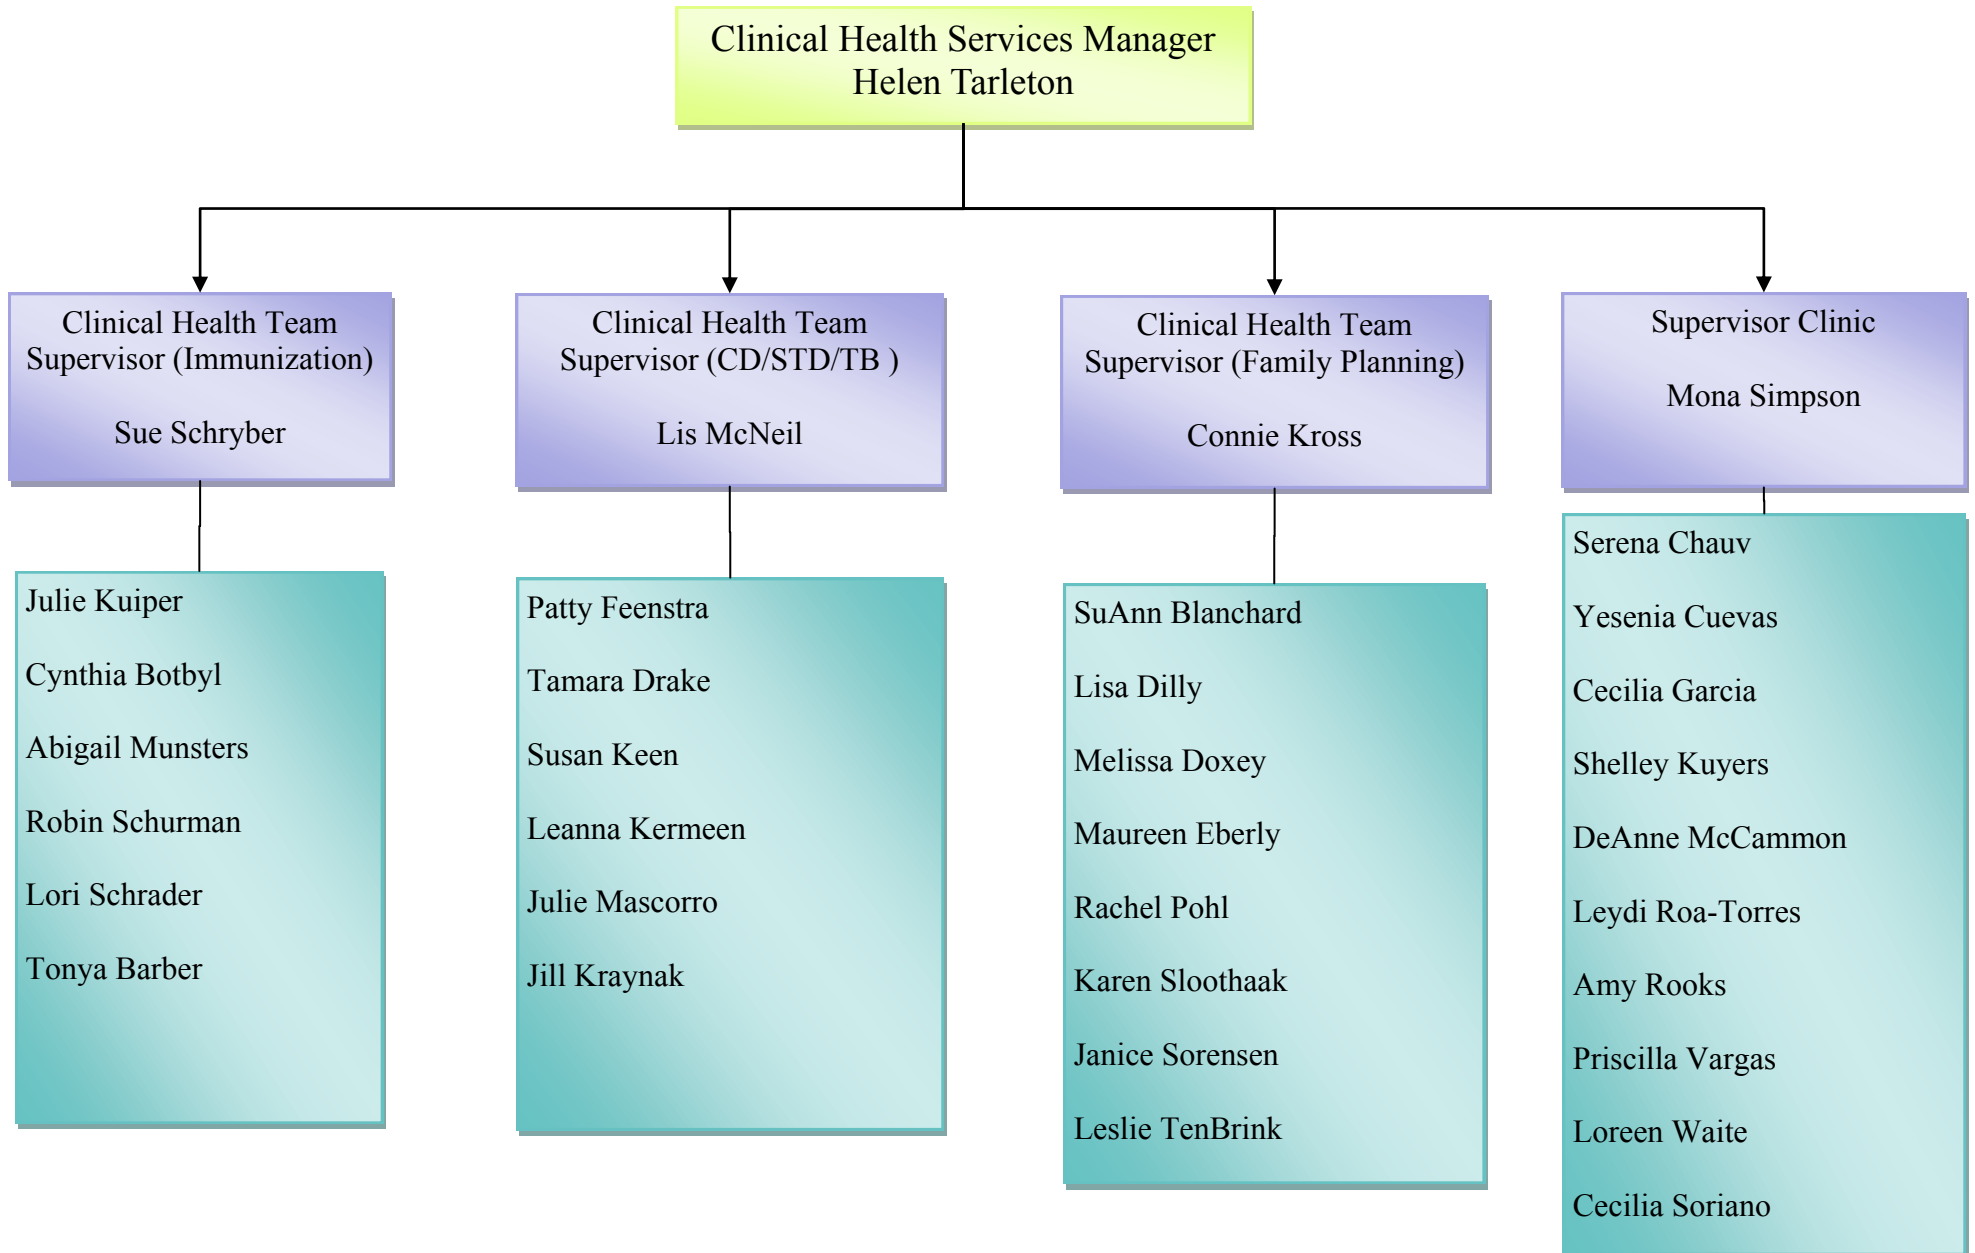 Clinical Health Services Manager
Helen Tarleton
Clinical Health Team
Supervisor (Immunization)
Sue Schryber
Clinical Health Team
Supervisor (CD/STD/TB )
Lis McNeil
Clinical Health Team
Supervisor (Family Planning)
Connie Kross
Supervisor Clinic
Mona Simpson
Julie Kuiper
Cynthia Botbyl
Abigail Munsters
Robin Schurman
Lori Schrader
Tonya Barber
Patty Feenstra
Tamara Drake
Susan Keen
Leanna Kermeen
Julie Mascorro
Jill Kraynak
SuAnn Blanchard
Lisa Dilly
Melissa Doxey
Maureen Eberly
Rachel Pohl
Karen Sloothaak
Janice Sorensen
Leslie TenBrink
Serena Chauv
Yesenia Cuevas
Cecilia Garcia
Shelley Kuyers
DeAnne McCammon
Leydi Roa-Torres
Amy Rooks
Priscilla Vargas
Loreen Waite
Cecilia Soriano